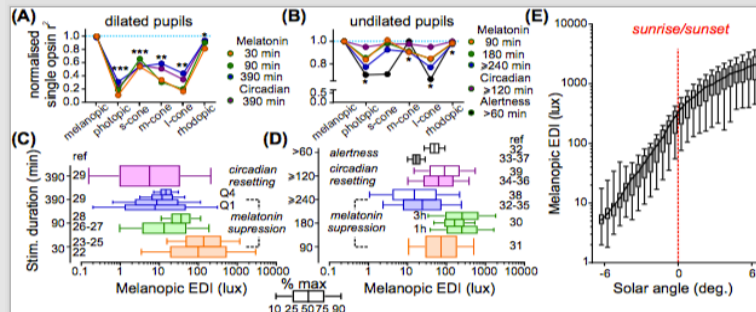 (A) dilated pupils
normalised single opsin r²
1.0
0.8
0.6
0.4
0.2
0.0
*** *** ** ** *
melanopic photopic s-cone m-cone l-cone rhodopic
Melatonin
30 min
90 min
390 min
Circadian
390 min
(B) undilated pupils
1.0
0.8
0.5
0.0
* * * *
melanopic photopic s-cone m-cone l-cone rhodopic
Melatonin
90 min
180 min
≥240 min
Circadian
≥120 min
Alertness
>60 min
(C)
Stim. duration (min)
ref
390 29
390 29 Q4
Q1
90 28
26-27
30 23-25
22
circadian resetting
melatonin supression
0.1 1 10 100 1000 10000
Melanopic EDI (lux)
(D)
ref
>60 alertness 32
33-37
≥120 circadian resetting 39
34-36
≥240 38
32-35
180 melatonin supression 3h 30
1h
90 31
0.1 1 10 100 1000 10000
Melanopic EDI (lux)
% max
10 25 50 75 90
(E)
sunrise/sunset
Melanopic EDI (lux)
10000
1000
100
10
1
-6 0 6
Solar angle (deg.)